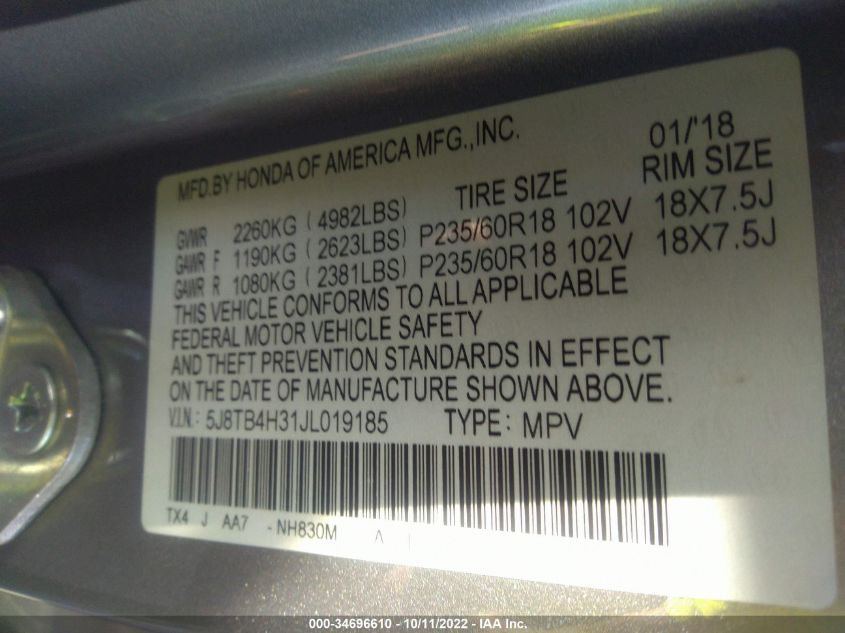 MFD.BY HONDA OF AMERICA MFG.,INC. 01/'18
TIRE SIZE RIM SIZE
GVWR 2260KG ( 4982LBS)
GAWR F 1190KG ( 2623LBS) P235/60R18 102V 18X7.5J
GAWR R 1080KG ( 2381LBS) P235/60R18 102V 18X7.5J
THIS VEHICLE CONFORMS TO ALL APPLICABLE
FEDERAL MOTOR VEHICLE SAFETY
AND THEFT PREVENTION STANDARDS IN EFFECT
ON THE DATE OF MANUFACTURE SHOWN ABOVE.
V.I.N.: 5J8TB4H31JL019185 TYPE: MPV
TX4 J AA7 - NH830M A
000-34696610 - 10/11/2022 - IAA Inc.